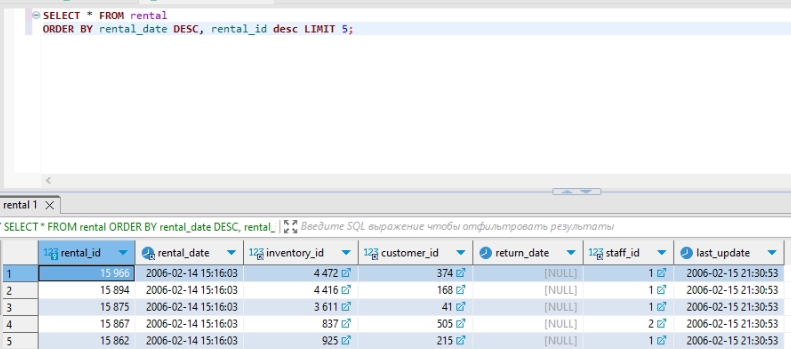 SELECT * FROM rental
ORDER BY rental_date DESC, rental_id desc LIMIT 5;
rental 1
SELECT * FROM rental ORDER BY rental_date DESC, rental_ Введите SQL выражение чтобы отфильтровать результаты
123 rental_id rental_date 123 inventory_id 123 customer_id return_date 123 staff_id last_update
1 15 966 2006-02-14 15:16:03 4 472 374 [NULL] 1 2006-02-15 21:30:53
2 15 894 2006-02-14 15:16:03 4 416 168 [NULL] 1 2006-02-15 21:30:53
3 15 875 2006-02-14 15:16:03 3 611 41 [NULL] 1 2006-02-15 21:30:53
4 15 867 2006-02-14 15:16:03 837 505 [NULL] 2 2006-02-15 21:30:53
5 15 862 2006-02-14 15:16:03 925 215 [NULL] 1 2006-02-15 21:30:53